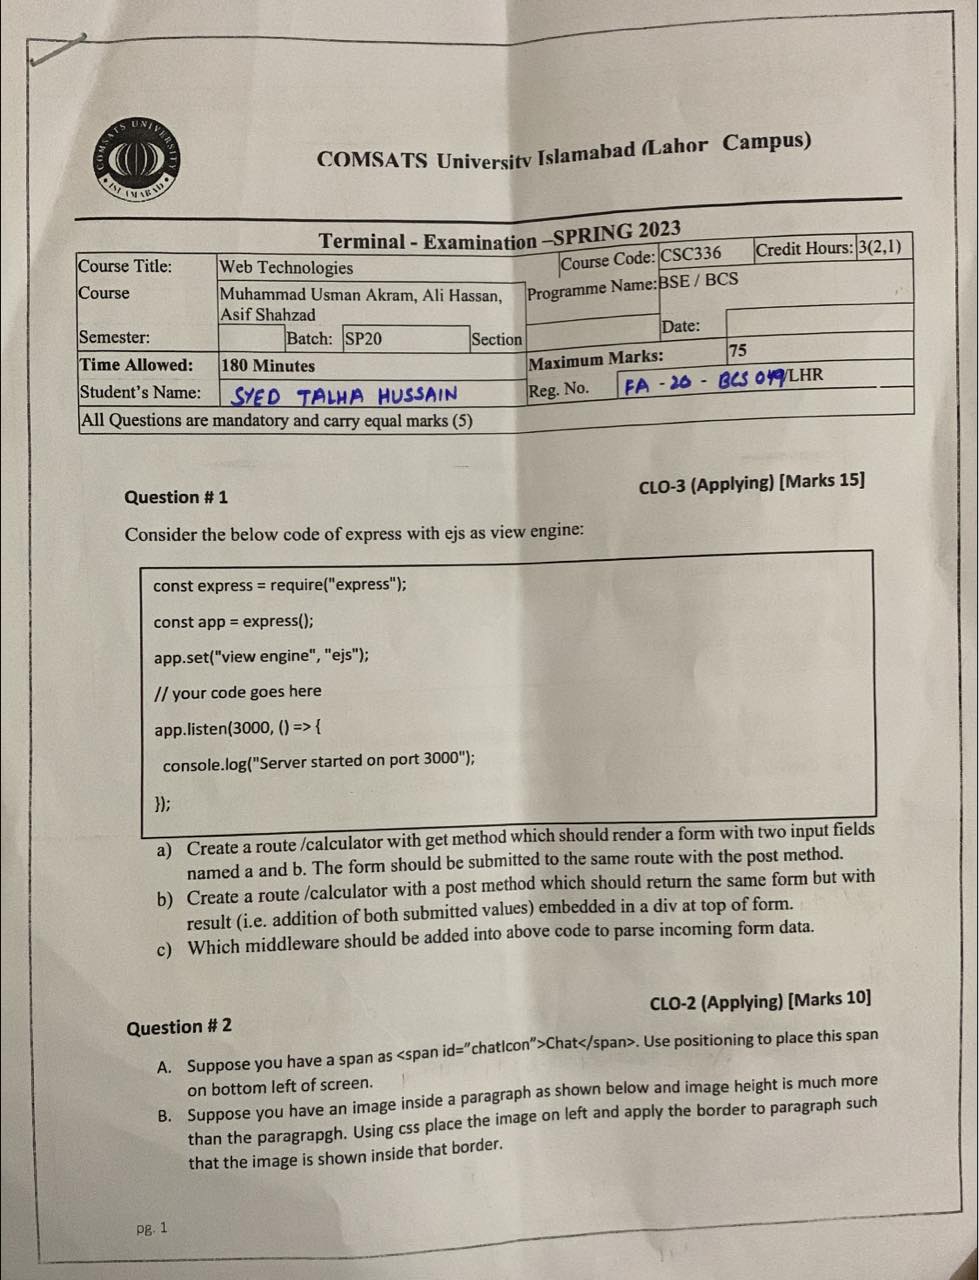 COMSATS UNIVERSITY
ISLAMABAD
COMSATS University Islamabad (Lahor Campus)
Terminal - Examination –SPRING 2023
Course Title: Web Technologies Course Code: CSC336 Credit Hours: 3(2,1)
Course Muhammad Usman Akram, Ali Hassan, Programme Name: BSE / BCS
Asif Shahzad
Semester: Batch: SP20 Section Date:
Time Allowed: 180 Minutes Maximum Marks: 75
Student's Name: SYED TALHA HUSSAIN Reg. No. FA - 20 - BCS 049/LHR
All Questions are mandatory and carry equal marks (5)
Question # 1 CLO-3 (Applying) [Marks 15]
Consider the below code of express with ejs as view engine:
const express = require("express");
const app = express();
app.set("view engine", "ejs");
// your code goes here
app.listen(3000, () => {
console.log("Server started on port 3000");
});
a) Create a route /calculator with get method which should render a form with two input fields
named a and b. The form should be submitted to the same route with the post method.
b) Create a route /calculator with a post method which should return the same form but with
result (i.e. addition of both submitted values) embedded in a div at top of form.
c) Which middleware should be added into above code to parse incoming form data.
Question # 2 CLO-2 (Applying) [Marks 10]
A. Suppose you have a span as <span id="chatIcon">Chat</span>. Use positioning to place this span
on bottom left of screen.
B. Suppose you have an image inside a paragraph as shown below and image height is much more
than the paragrapgh. Using css place the image on left and apply the border to paragraph such
that the image is shown inside that border.
pg. 1